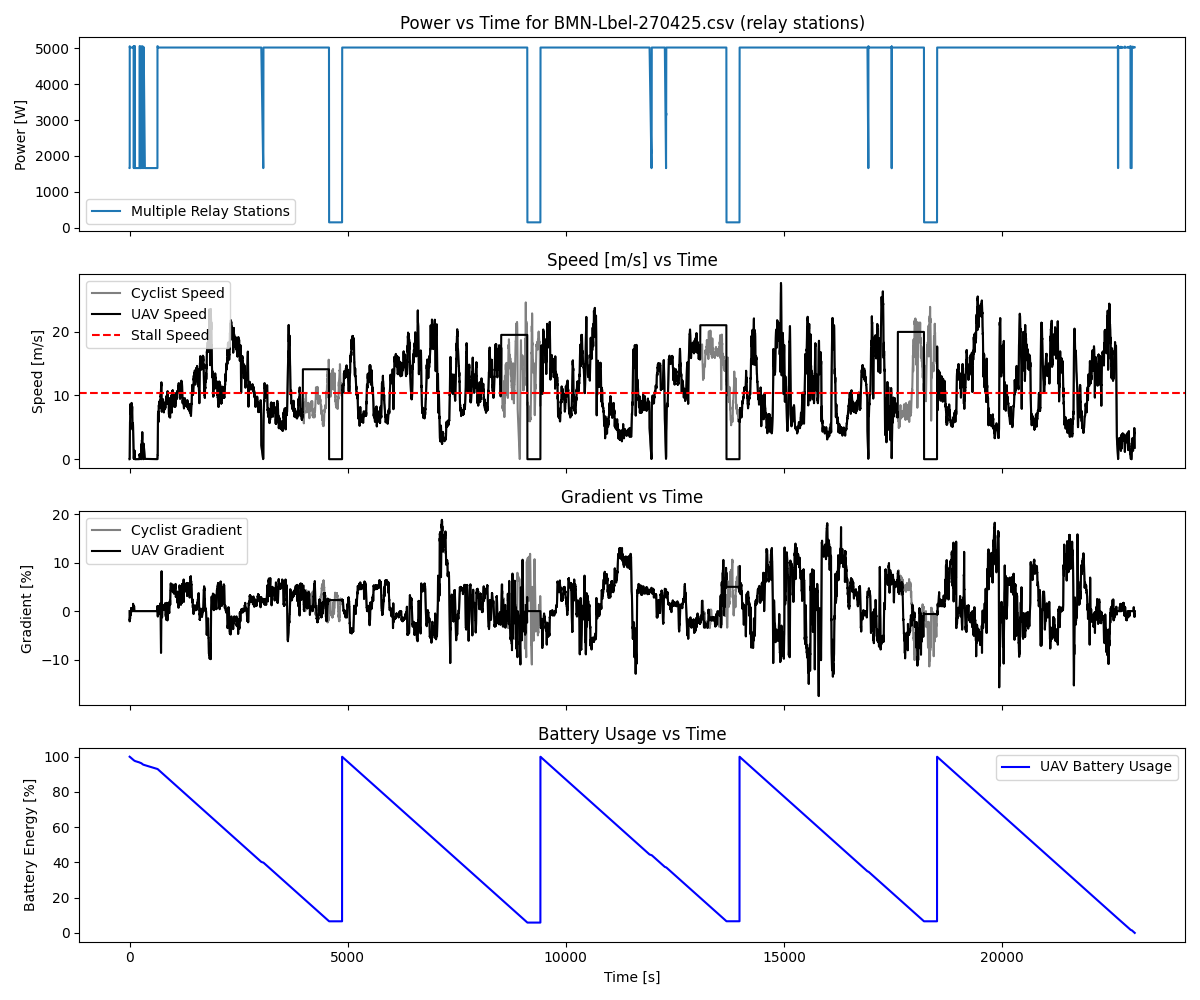 Power vs Time for BMN-Lbel-270425.csv (relay stations)
5000
4000
3000
2000
1000
0
Power [W]
Multiple Relay Stations
Speed [m/s] vs Time
20
10
0
Speed [m/s]
Cyclist Speed
UAV Speed
Stall Speed
Gradient vs Time
20
10
0
−10
Gradient [%]
Cyclist Gradient
UAV Gradient
Battery Usage vs Time
100
80
60
40
20
0
Battery Energy [%]
UAV Battery Usage
0 5000 10000 15000 20000
Time [s]